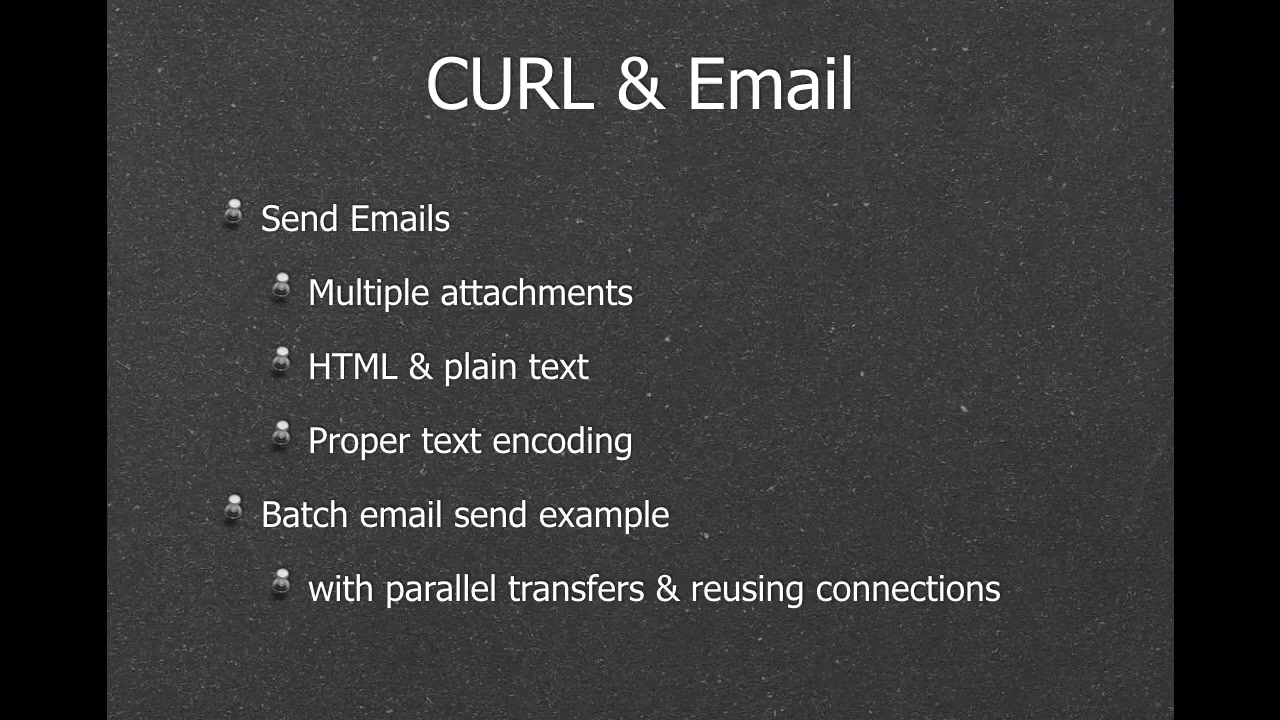 CURL & Email
Send Emails
Multiple attachments
HTML & plain text
Proper text encoding
Batch email send example
with parallel transfers & reusing connections